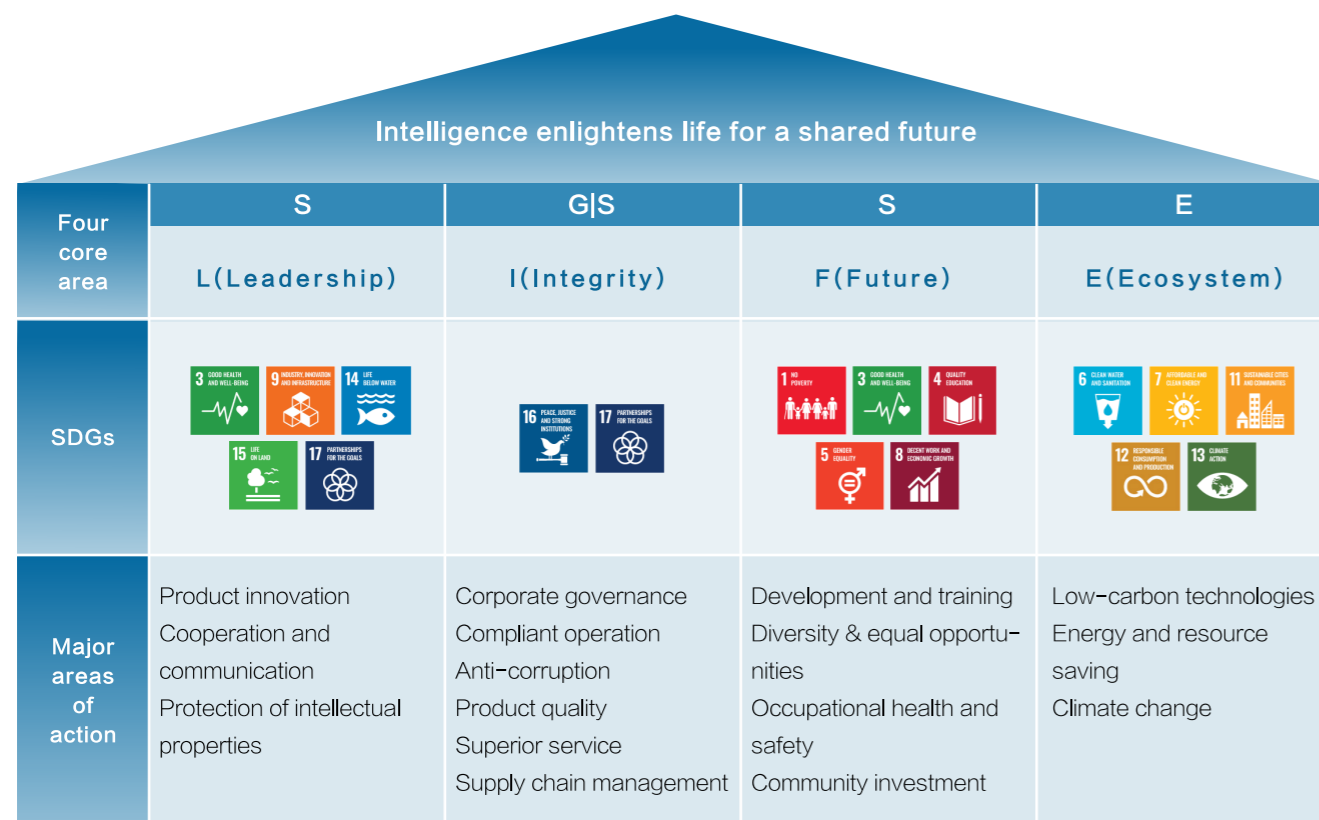 Intelligence enlightens life for a shared future
Four
core
area
S
G|S
S
E
L(Leadership)
I(Integrity)
F(Future)
E(Ecosystem)
SDGs
3 GOOD HEALTH
AND WELL-BEING
9 INDUSTRY, INNOVATION
AND INFRASTRUCTURE
14 LIFE
BELOW WATER
15 LIFE
ON LAND
17 PARTNERSHIPS
FOR THE GOALS
16 PEACE, JUSTICE
AND STRONG
INSTITUTIONS
17 PARTNERSHIPS
FOR THE GOALS
1 NO
POVERTY
3 GOOD HEALTH
AND WELL-BEING
4 QUALITY
EDUCATION
5 GENDER
EQUALITY
8 DECENT WORK AND
ECONOMIC GROWTH
6 CLEAN WATER
AND SANITATION
7 AFFORDABLE AND
CLEAN ENERGY
11 SUSTAINABLE CITIES
AND COMMUNITIES
12 RESPONSIBLE
CONSUMPTION
AND PRODUCTION
13 CLIMATE
ACTION
Major
areas
of
action
Product innovation
Cooperation and
communication
Protection of intellectual
properties
Corporate governance
Compliant operation
Anti-corruption
Product quality
Superior service
Supply chain management
Development and training
Diversity & equal opportu-
nities
Occupational health and
safety
Community investment
Low-carbon technologies
Energy and resource
saving
Climate change